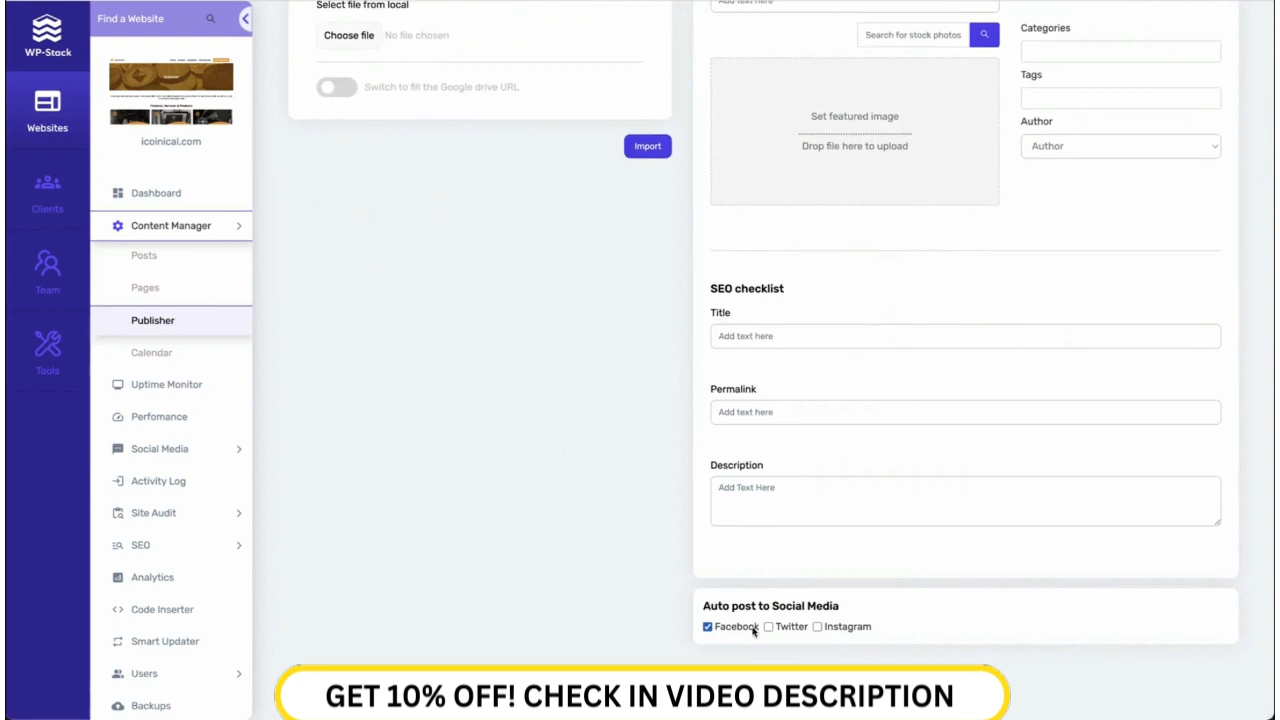 WP-Stack
Websites
Clients
Team
Tools
Find a Website
icoinical.com
Dashboard
Content Manager
Posts
Pages
Publisher
Calendar
Uptime Monitor
Perfomance
Social Media
Activity Log
Site Audit
SEO
Analytics
Code Inserter
Smart Updater
Users
Backups
Select file from local
Choose file No file chosen
Switch to fill the Google drive URL
Import
Add text here
Search for stock photos
Set featured image
Drop file here to upload
Categories
Tags
Author
Author
SEO checklist
Title
Add text here
Permalink
Add text here
Description
Add Text Here
Auto post to Social Media
Facebook Twitter Instagram
GET 10% OFF! CHECK IN VIDEO DESCRIPTION